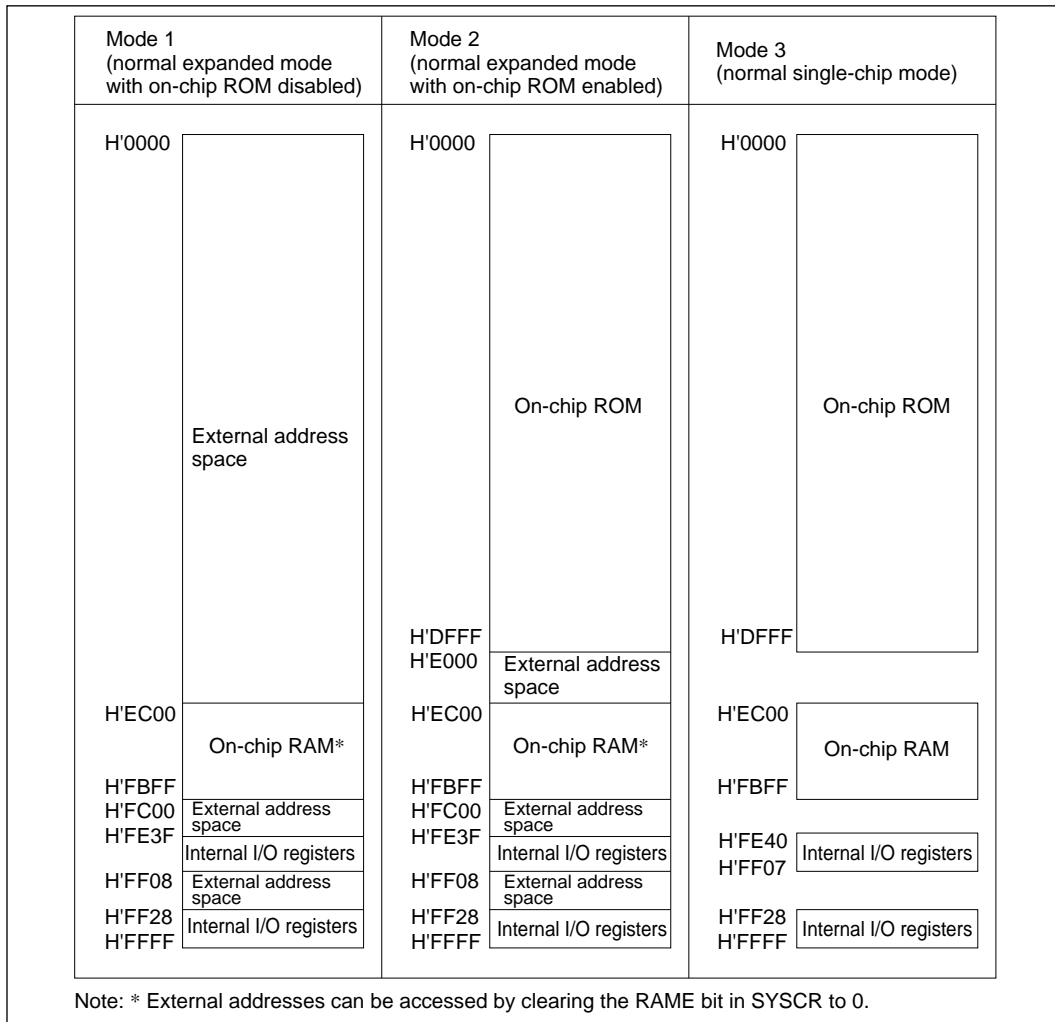 Mode 1
(normal expanded mode
with on-chip ROM disabled)
Mode 2
(normal expanded mode
with on-chip ROM enabled)
Mode 3
(normal single-chip mode)
H'0000
External address
space
H'EC00
On-chip RAM*
H'FBFF
H'FC00
External address
space
H'FE3F
Internal I/O registers
H'FF08
External address
space
H'FF28
Internal I/O registers
H'FFFF
H'0000
On-chip ROM
H'DFFF
H'E000
External address
space
H'EC00
On-chip RAM*
H'FBFF
H'FC00
External address
space
H'FE3F
Internal I/O registers
H'FF08
External address
space
H'FF28
Internal I/O registers
H'FFFF
H'0000
On-chip ROM
H'DFFF
H'EC00
On-chip RAM
H'FBFF
H'FE40
Internal I/O registers
H'FF07
H'FF28
Internal I/O registers
H'FFFF
Note: * External addresses can be accessed by clearing the RAME bit in SYSCR to 0.